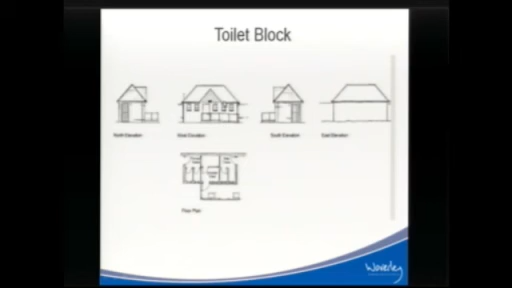 Toilet Block
North Elevation
West Elevation
South Elevation
East Elevation
Floor Plan
Waverley